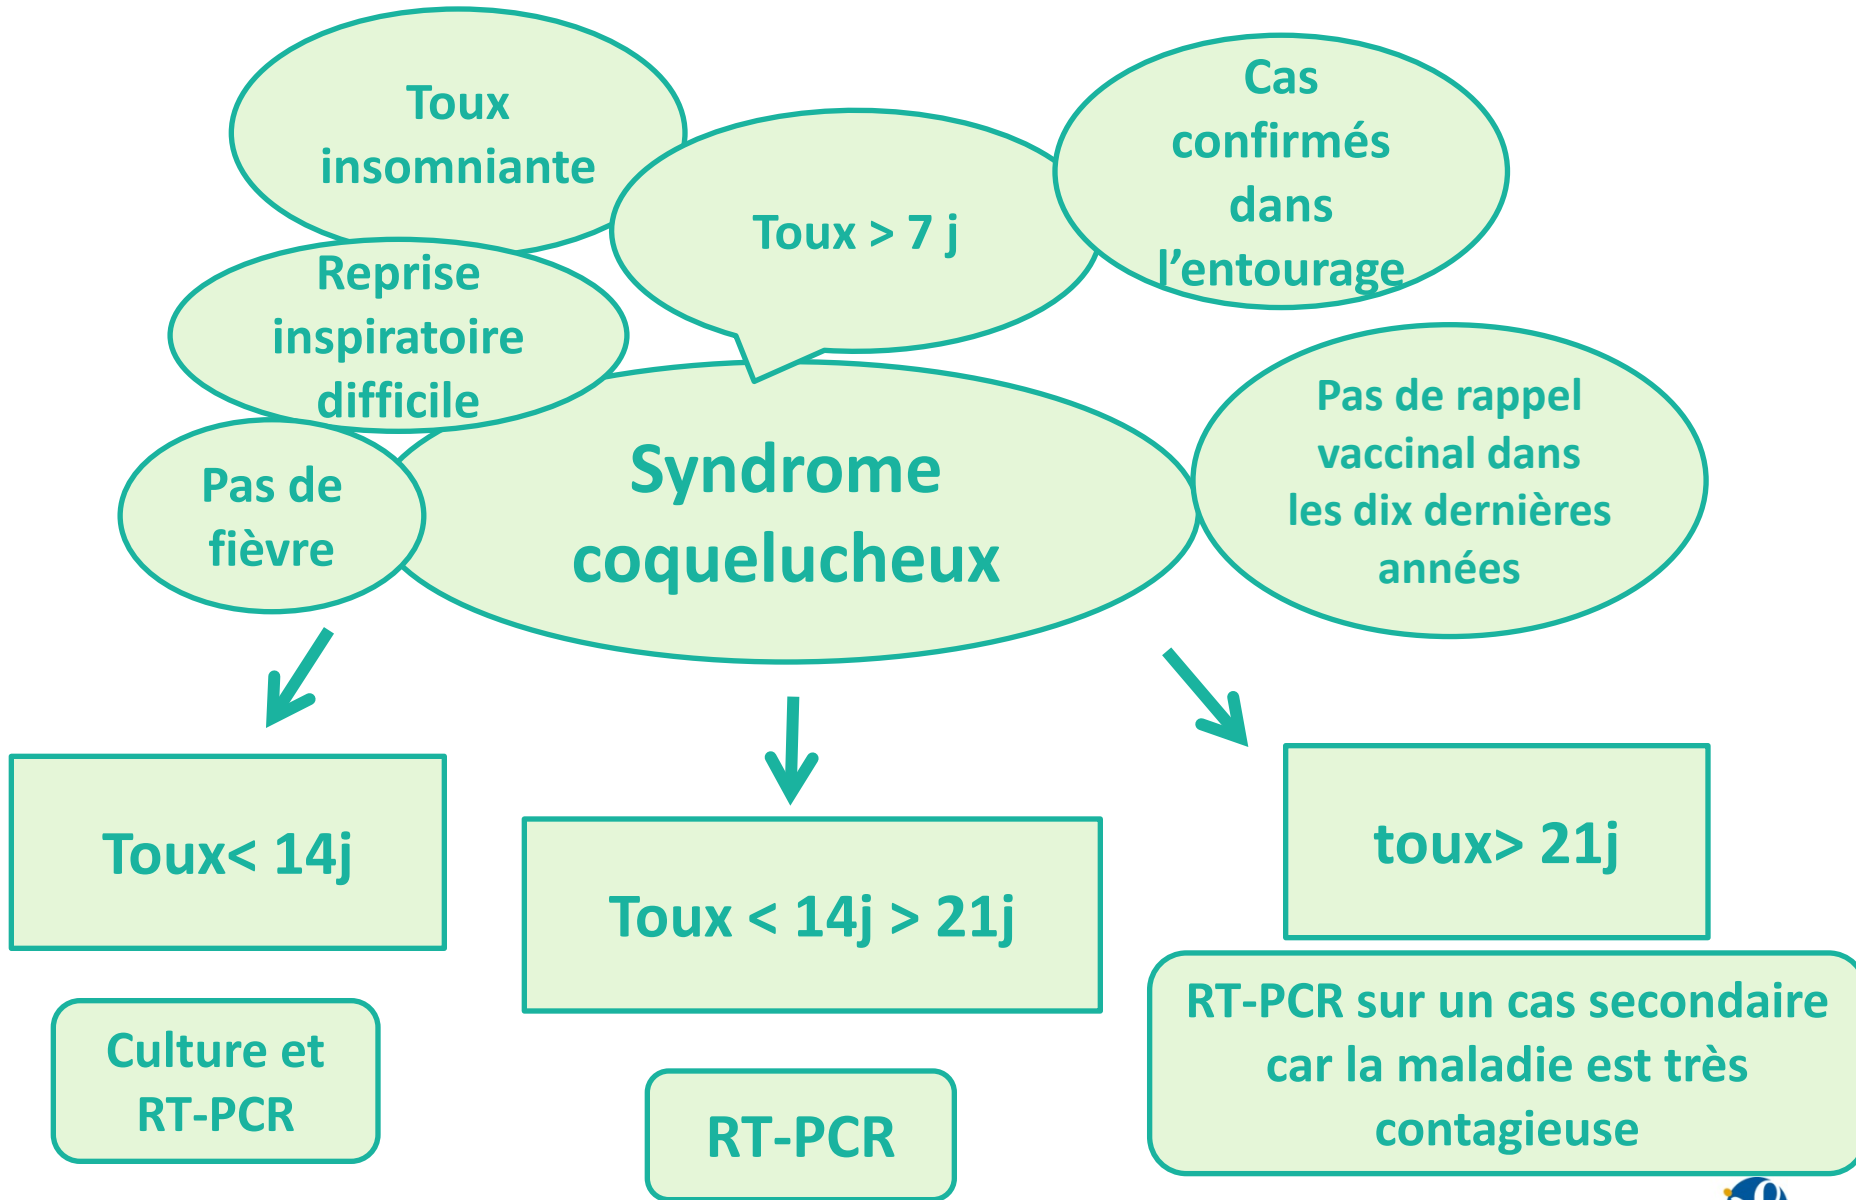 Toux
insomniante
Toux > 7 j
Cas
confirmés
dans
l’entourage
Reprise
inspiratoire
difficile
Pas de rappel
vaccinal dans
les dix dernières
années
Pas de
fièvre
Syndrome
coquelucheux
Toux< 14j
Toux < 14j > 21j
toux> 21j
Culture et
RT-PCR
RT-PCR
RT-PCR sur un cas secondaire
car la maladie est très
contagieuse